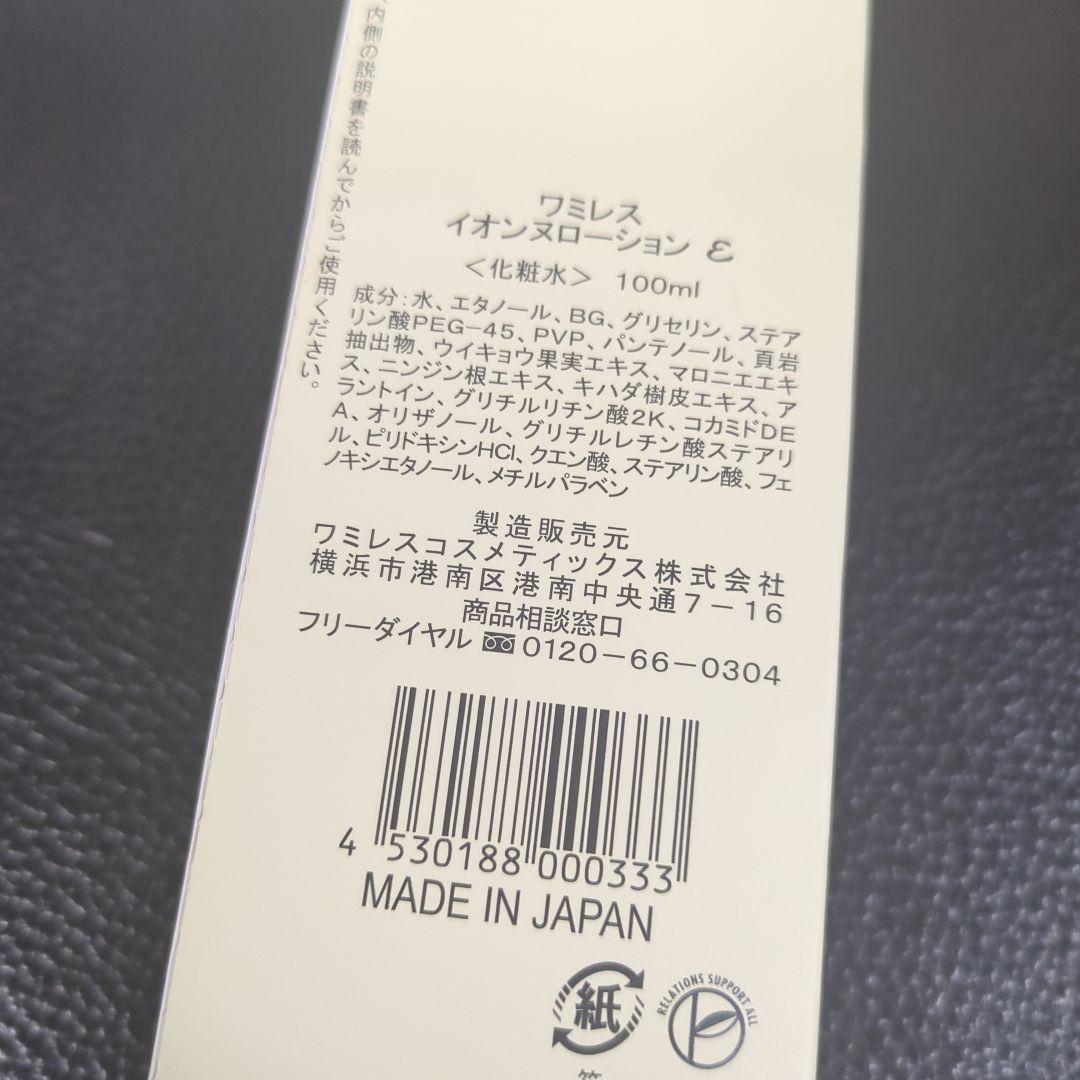 内側の説明書を読んでからご使用ください。
ワミレス
イオンヌローション ε
＜化粧水＞ 100ml
成分：水、エタノール、BG、グリセリン、ステア
リン酸PEG−45、PVP、パンテノール、頁岩
抽出物、ウイキョウ果実エキス、マロニエエキ
ス、ニンジン根エキス、キハダ樹皮エキス、ア
ラントイン、グリチルリチン酸2K、コカミドDE
A、オリザノール、グリチルレチン酸ステアリ
ル、ピリドキシンHCl、クエン酸、ステアリン酸、フェ
ノキシエタノール、メチルパラベン
製造販売元
ワミレスコスメティックス株式会社
横浜市港南区港南中央通7−16
商品相談窓口
フリーダイヤル 0120−66−0304
4 530188 000333
MADE IN JAPAN
紙
RELATIONS SUPPORT ALL